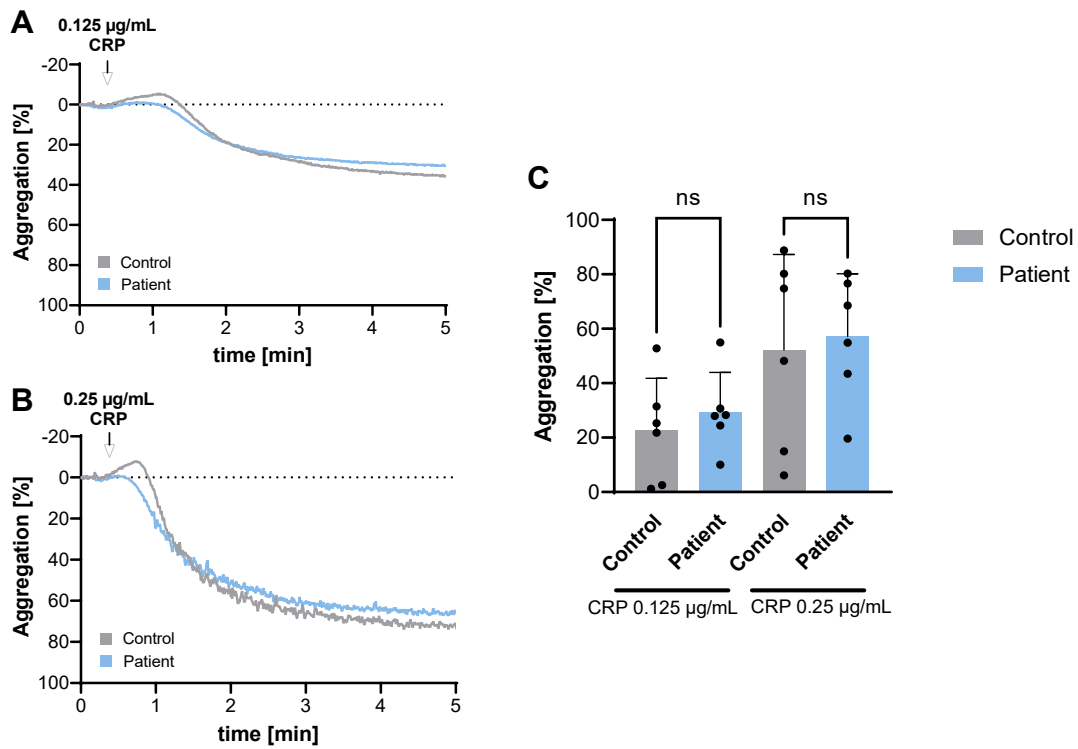 A
0.125 µg/mL
CRP
-20
0
20
40
60
80
100
Aggregation [%]
Control
Patient
0 1 2 3 4 5
time [min]
B
0.25 µg/mL
CRP
-20
0
20
40
60
80
100
Aggregation [%]
Control
Patient
0 1 2 3 4 5
time [min]
C
ns ns
100
80
60
40
20
0
Aggregation [%]
Control Patient Control Patient
CRP 0.125 µg/mL CRP 0.25 µg/mL
Control
Patient